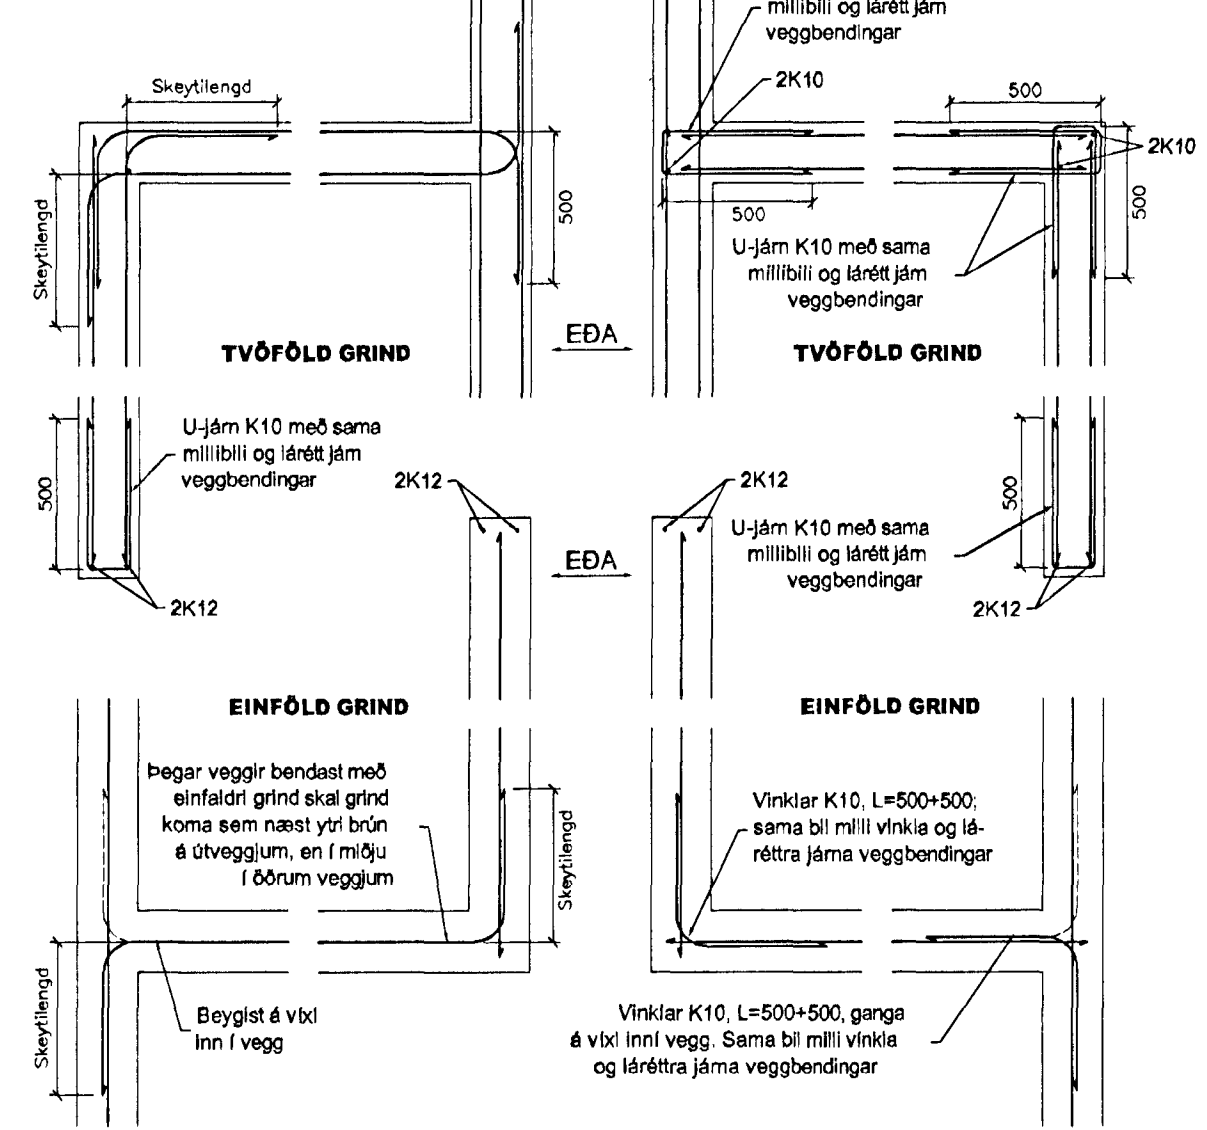 millibili og lárétt járn
veggbendingar
2K10
Skeytilengd
500
2K10
Skeytilengd
500
500
500
U-járn K10 með sama
millibili og lárétt járn
veggbendingar
TVÖFÖLD GRIND
EÐA
TVÖFÖLD GRIND
U-járn K10 með sama
millibili og lárétt járn
veggbendingar
500
2K12
2K12
500
U-járn K10 með sama
millibili og lárétt járn
veggbendingar
EÐA
2K12
2K12
EINFÖLD GRIND
EINFÖLD GRIND
Þegar veggir bendast með
einfaldri grind skal grind
koma sem næst ytri brún
á útveggjum, en í miðju
í öðrum veggjum
Skeytilengd
Vinklar K10, L=500+500;
sama bil milli vinkla og lá-
réttra járna veggbendingar
Skeytilengd
Beygist á víxl
inn í vegg
Vinklar K10, L=500+500, ganga
á víxl inní vegg. Sama bil milli vinkla
og láréttra járna veggbendingar